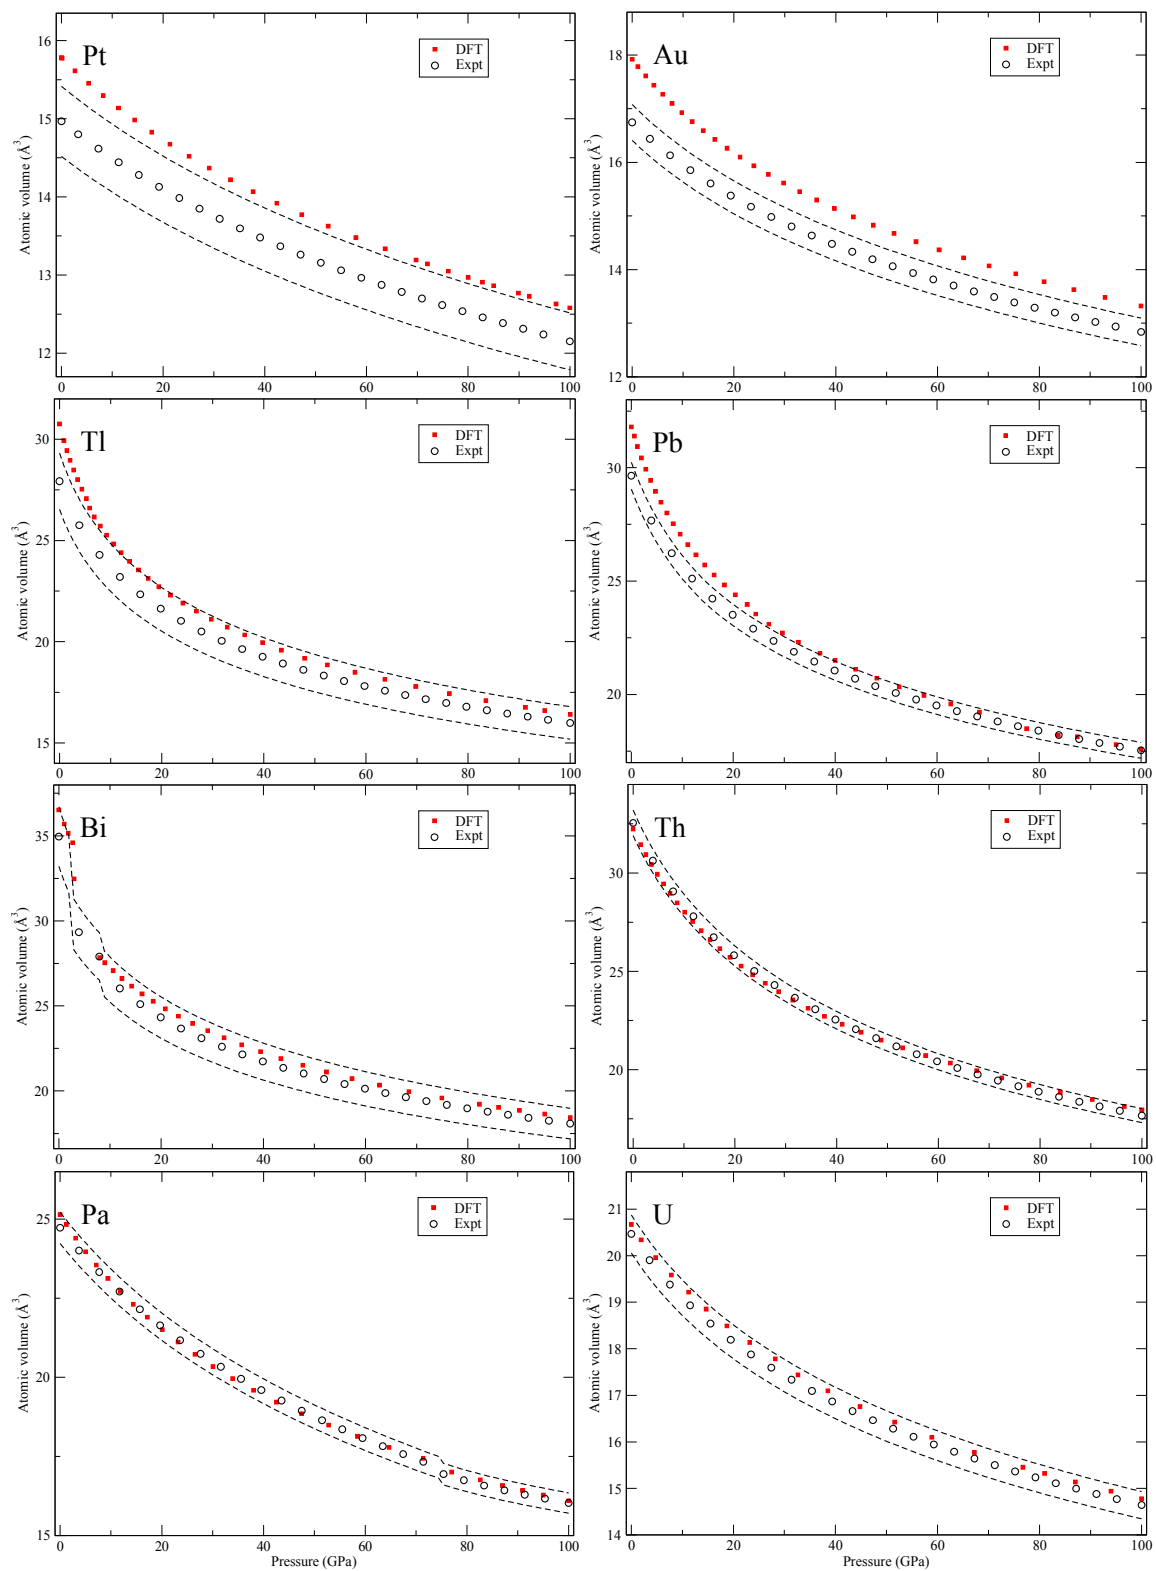 Pt
DFT
Expt
16
15
14
13
12
Atomic volume (Å³)
0 20 40 60 80 100
Au
DFT
Expt
18
16
14
12
Atomic volume (Å³)
0 20 40 60 80 100
Tl
DFT
Expt
30
25
20
15
Atomic volume (Å³)
0 20 40 60 80 100
Pb
DFT
Expt
30
25
20
Atomic volume (Å³)
0 20 40 60 80 100
Bi
DFT
Expt
35
30
25
20
Atomic volume (Å³)
0 20 40 60 80 100
Th
DFT
Expt
30
25
20
Atomic volume (Å³)
0 20 40 60 80 100
Pa
DFT
Expt
25
20
15
Atomic volume (Å³)
0 20 40 60 80 100
Pressure (GPa)
U
DFT
Expt
21
20
19
18
17
16
15
14
Atomic volume (Å³)
0 20 40 60 80 100
Pressure (GPa)